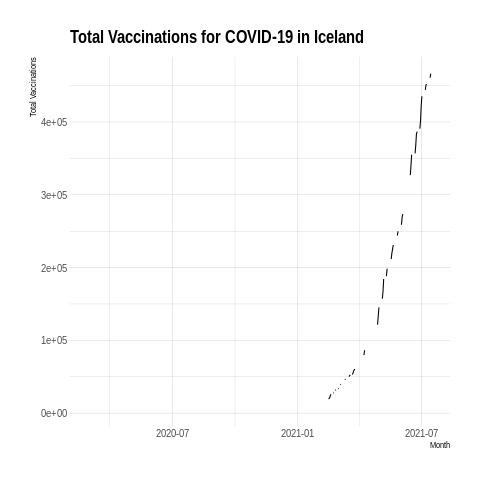 Total Vaccinations for COVID-19 in Iceland
Total Vaccinations
4e+05
3e+05
2e+05
1e+05
0e+00
2020-07
2021-01
2021-07
Month